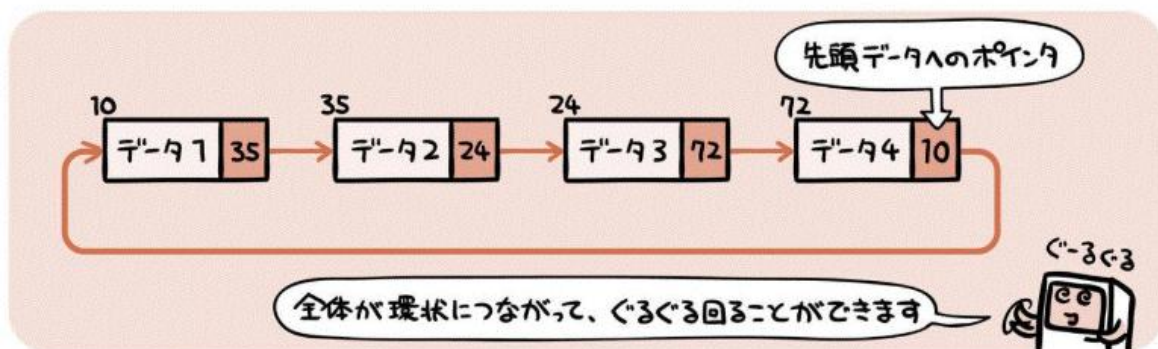 先頭データへのポインタ
10 35 24 72
データ1 35 データ2 24 データ3 72 データ4 10
ぐーるぐる
全体が環状につながって、ぐるぐる回ることができます